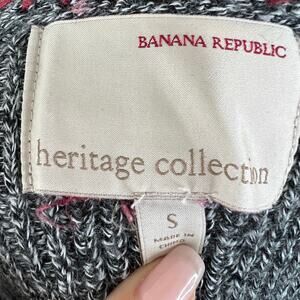 BANANA REPUBLIC
heritage collection
S
MADE IN
CHINA